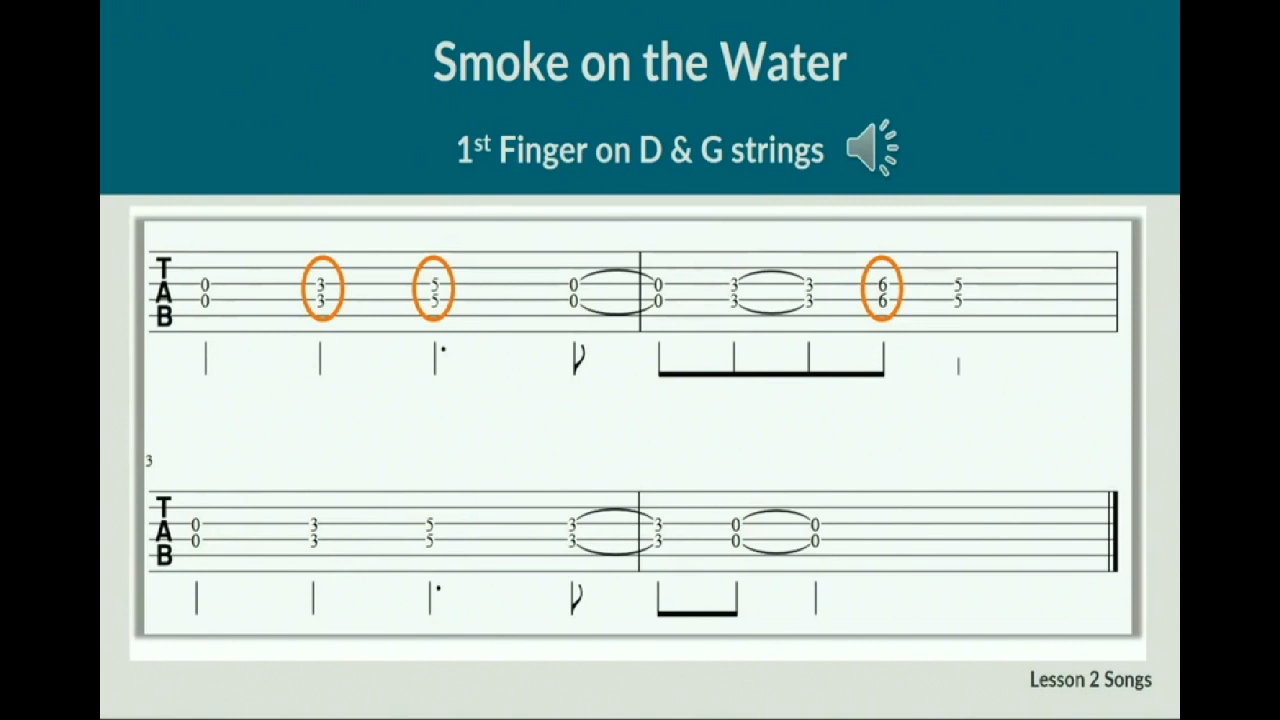 Smoke on the Water
1st Finger on D & G strings
T
A
B
0 3 5 0 0 3 3 6 5
0 3 5 0 0 3 3 6 5
3
T
A
B
0 3 5 3 3 0 0
0 3 5 3 3 0 0
Lesson 2 Songs